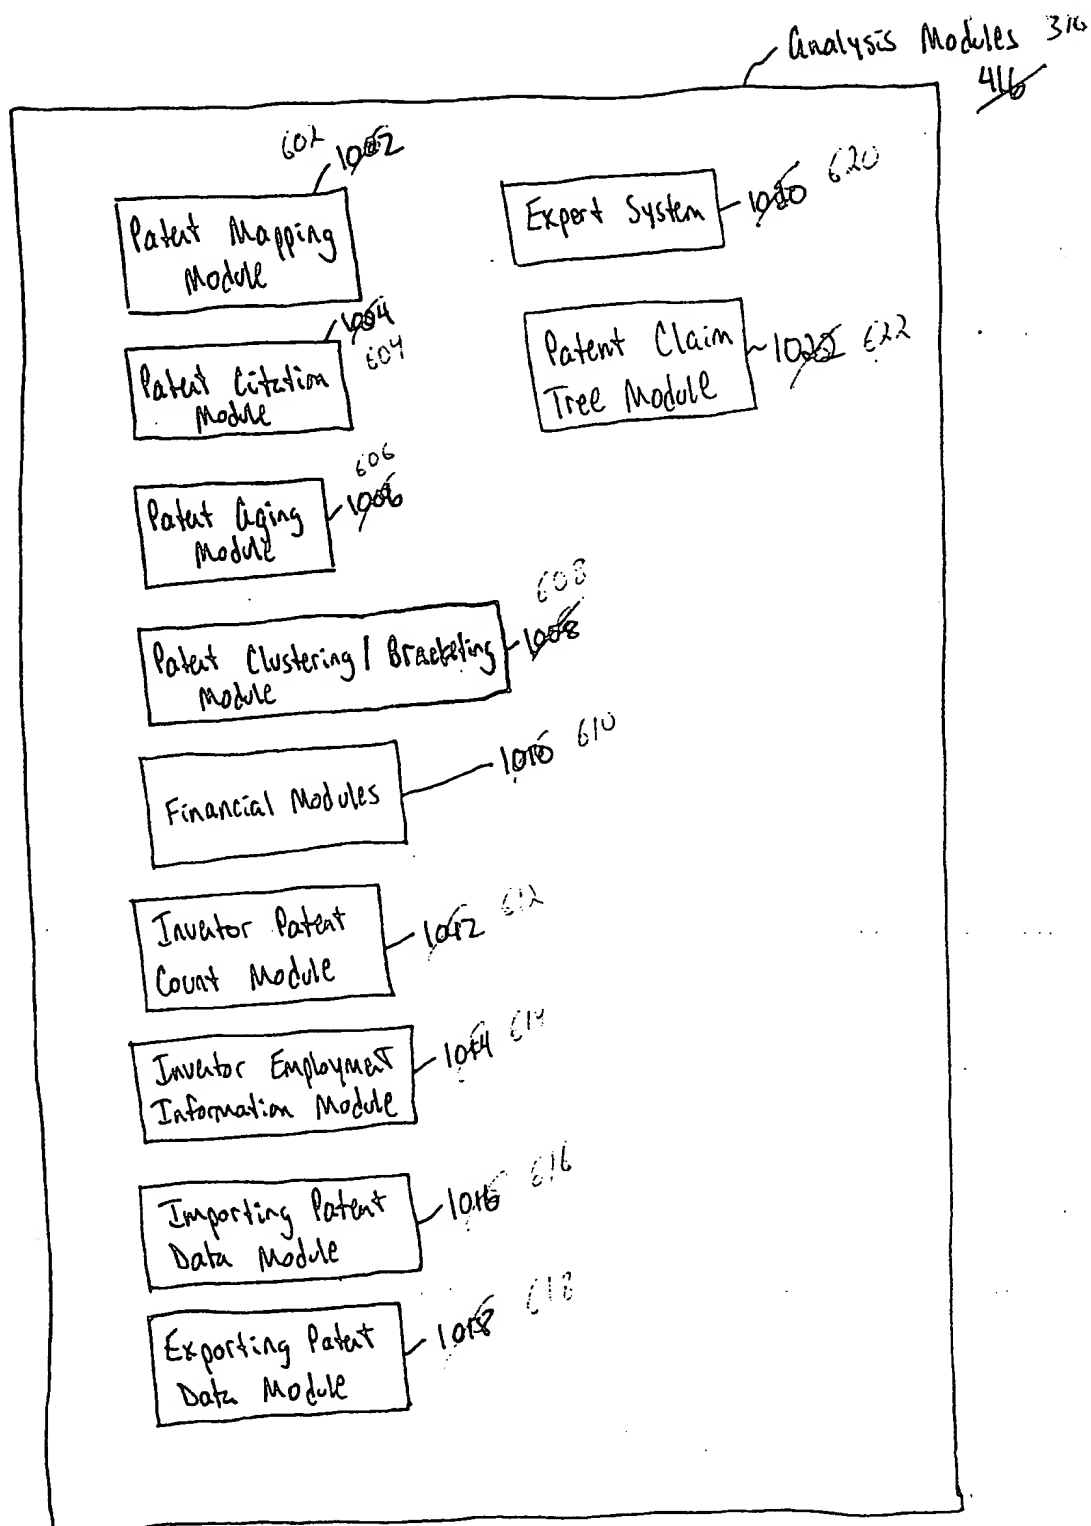 Analysis Modules 316
416
602 1002
Patent Mapping
Module
1004
604
Patent Citation
Module
606
1006
Patent Aging
Module
608
1008
Patent Clustering / Bracketing
Module
1010 610
Financial Modules
1012 612
Inventor Patent
Count Module
1014 614
Inventor Employment
Information Module
1016 616
Importing Patent
Data Module
1018 618
Exporting Patent
Data Module
Expert System
1020 620
Patent Claim
Tree Module
1022 622